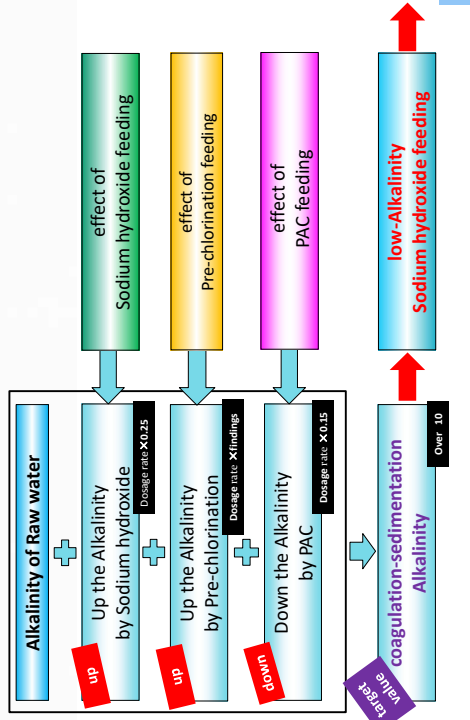 Alkalinity of Raw water
up
Up the Alkalinity
by Sodium hydroxide
Dosage rate ×0.25
effect of
Sodium hydroxide feeding
up
Up the Alkalinity
by Pre-chlorination
Dosage rate ×findings
effect of
Pre-chlorination feeding
down
Down the Alkalinity
by PAC
Dosage rate ×0.15
effect of
PAC feeding
target
value
coagulation-sedimentation
Alkalinity
Over 10
low-Alkalinity
Sodium hydroxide feeding